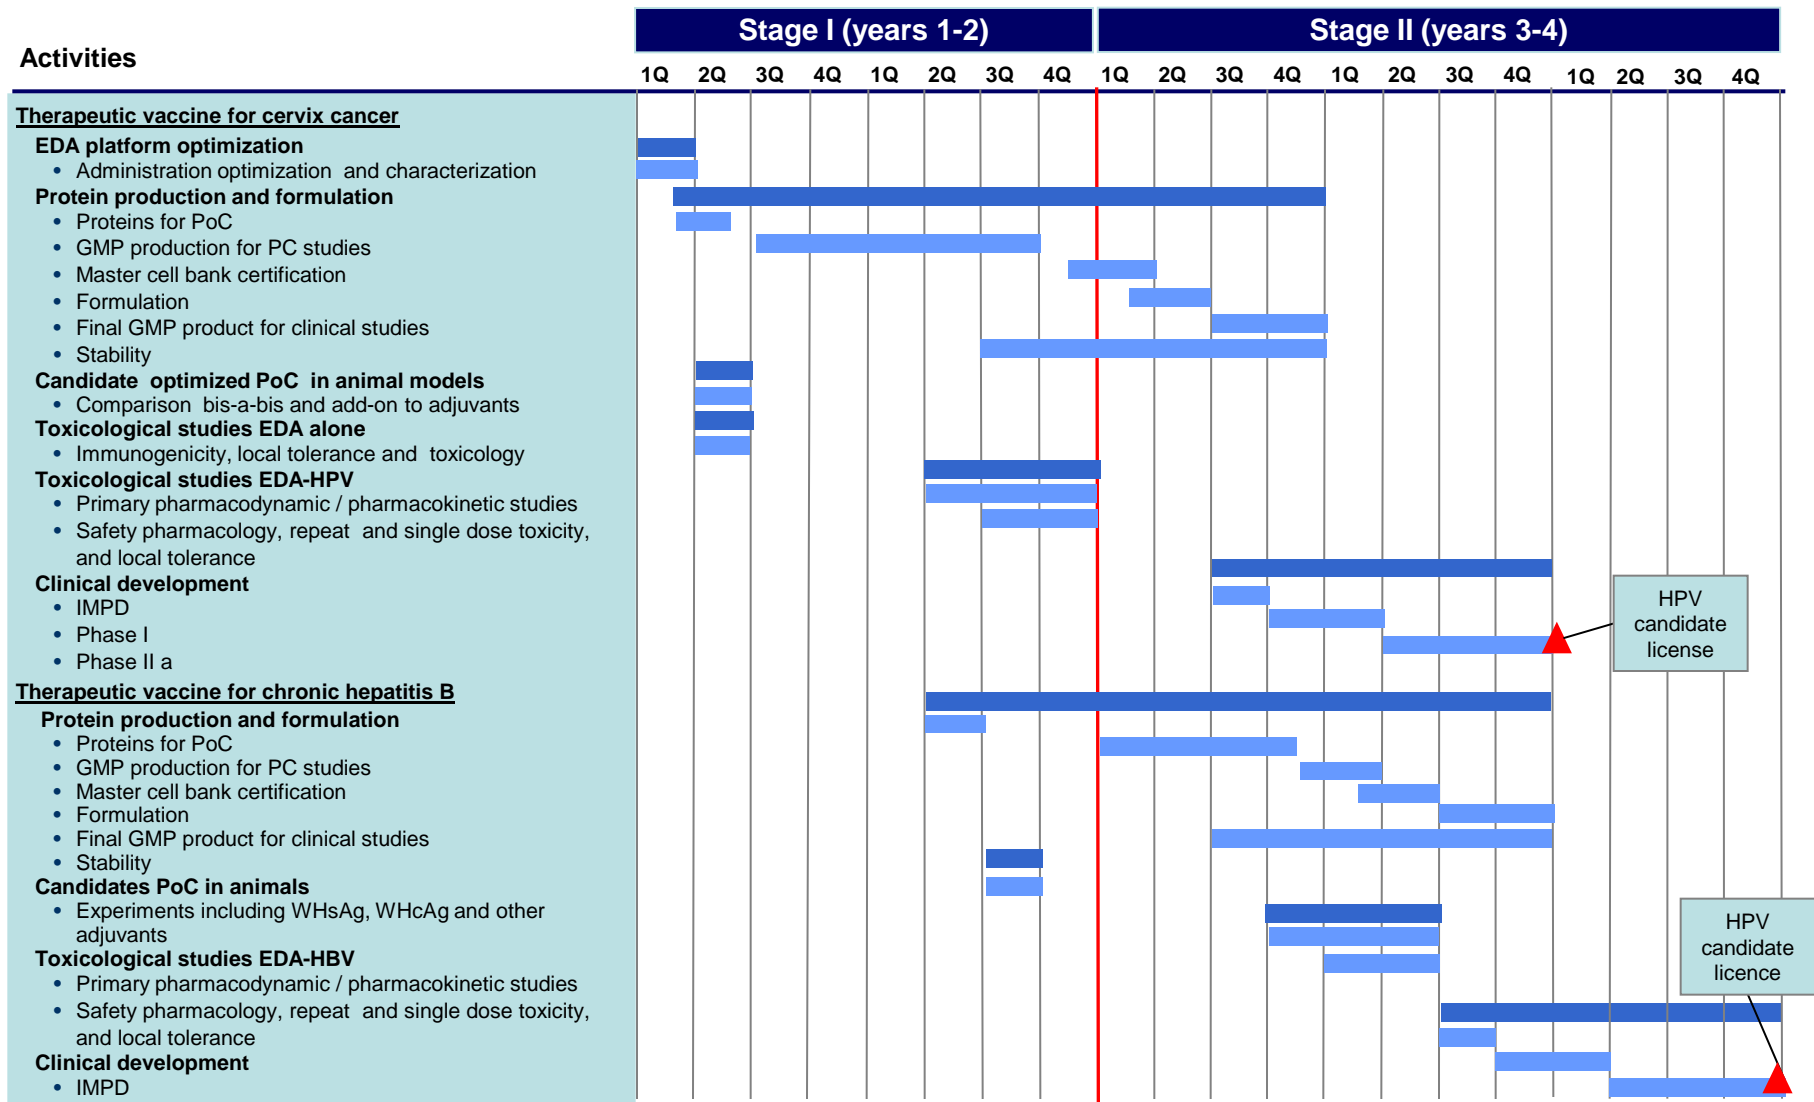 Stage I (years 1-2)
Stage II (years 3-4)
Activities
1Q 2Q 3Q 4Q 1Q 2Q 3Q 4Q 1Q 2Q 3Q 4Q 1Q 2Q 3Q 4Q 1Q 2Q 3Q 4Q
Therapeutic vaccine for cervix cancer
EDA platform optimization
• Administration optimization and characterization
Protein production and formulation
• Proteins for PoC
• GMP production for PC studies
• Master cell bank certification
• Formulation
• Final GMP product for clinical studies
• Stability
Candidate optimized PoC in animal models
• Comparison bis-a-bis and add-on to adjuvants
Toxicological studies EDA alone
• Immunogenicity, local tolerance and toxicology
Toxicological studies EDA-HPV
• Primary pharmacodynamic / pharmacokinetic studies
• Safety pharmacology, repeat and single dose toxicity,
and local tolerance
Clinical development
• IMPD
• Phase I
• Phase II a
HPV
candidate
license
Therapeutic vaccine for chronic hepatitis B
Protein production and formulation
• Proteins for PoC
• GMP production for PC studies
• Master cell bank certification
• Formulation
• Final GMP product for clinical studies
• Stability
Candidates PoC in animals
• Experiments including WHsAg, WHcAg and other
adjuvants
Toxicological studies EDA-HBV
• Primary pharmacodynamic / pharmacokinetic studies
• Safety pharmacology, repeat and single dose toxicity,
and local tolerance
Clinical development
• IMPD
HPV
candidate
licence